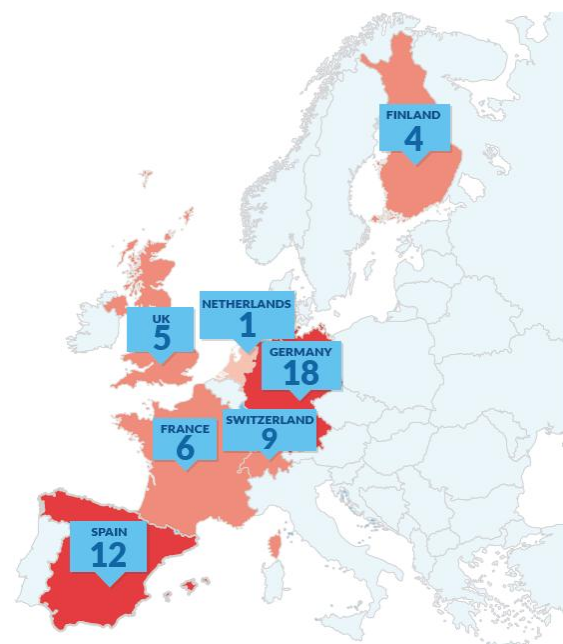 FINLAND
4
NETHERLANDS
1
UK
5
GERMANY
18
SWITZERLAND
9
FRANCE
6
SPAIN
12